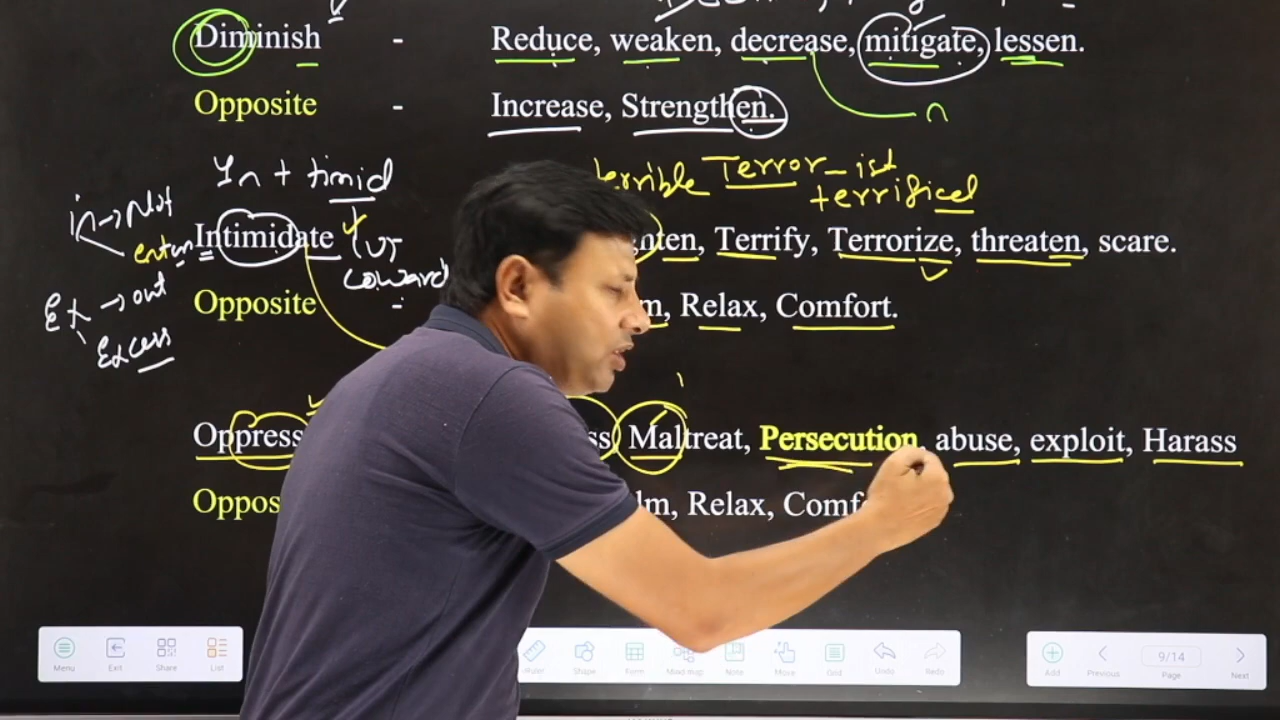 Diminish - Reduce, weaken, decrease, mitigate, lessen.
Opposite - Increase, Strengthen. n
In + timid terrible Terror-ist
in → Not terrified
Intimidate (v) ten, Terrify, Terrorize, threaten, scare.
coward
Ex → out Opposite - m, Relax, Comfort.
Excess
Oppress ss, Maltreat, Persecution, abuse, exploit, Harass
Oppos lm, Relax, Comf
Menu Exit Share List Ruler Shape Form Mind map Note Move Grid Undo Redo Add Previous 9/14 Page Next